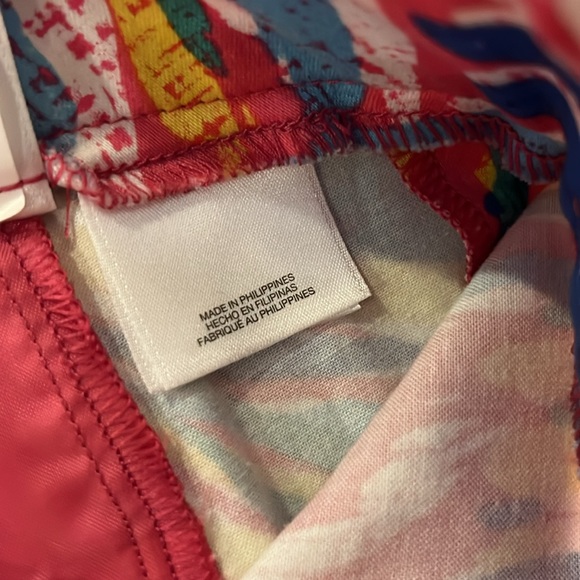 MADE IN PHILIPPINES
HECHO EN FILIPINAS
FABRIQUÉ AU PHILIPPINES